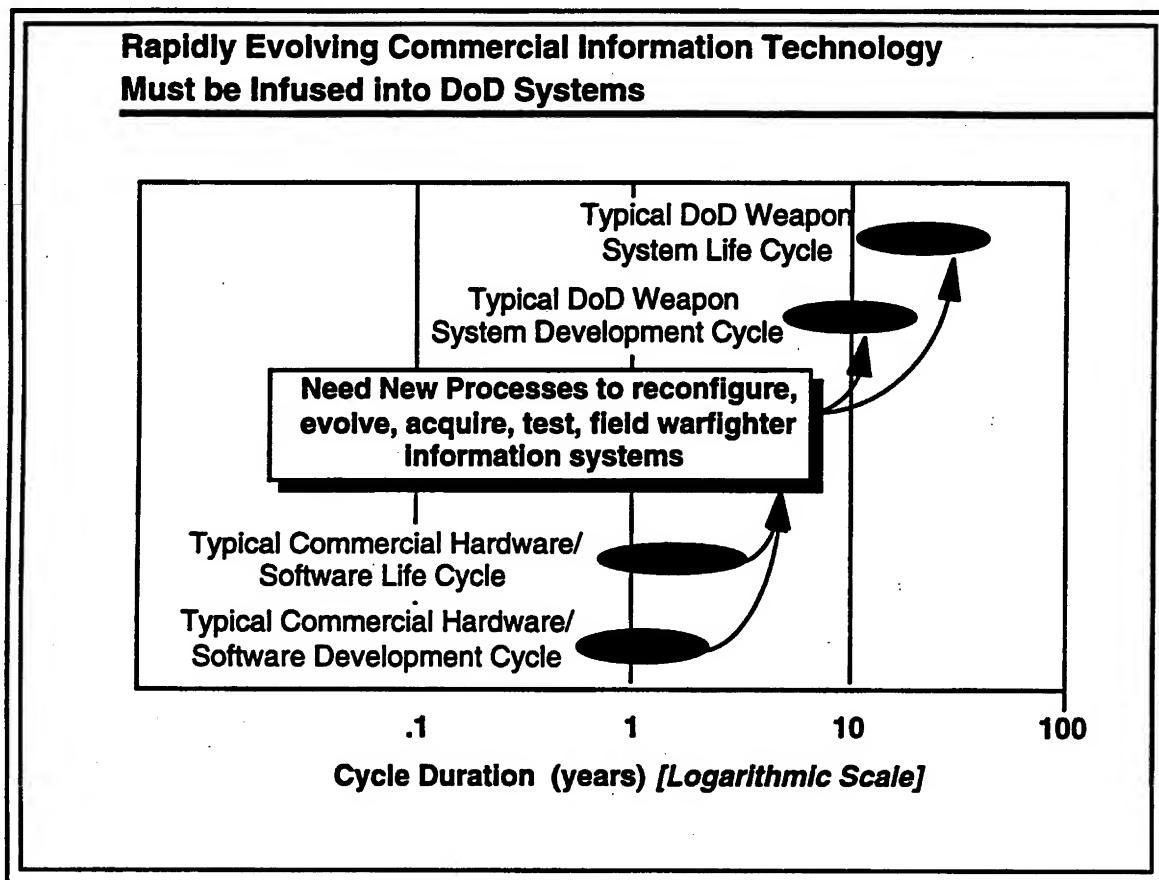 Rapidly Evolving Commercial Information Technology
Must be Infused into DoD Systems
Typical DoD Weapon
System Life Cycle
Typical DoD Weapon
System Development Cycle
Need New Processes to reconfigure,
evolve, acquire, test, field warfighter
information systems
Typical Commercial Hardware/
Software Life Cycle
Typical Commercial Hardware/
Software Development Cycle
.1 1 10 100
Cycle Duration (years) [Logarithmic Scale]